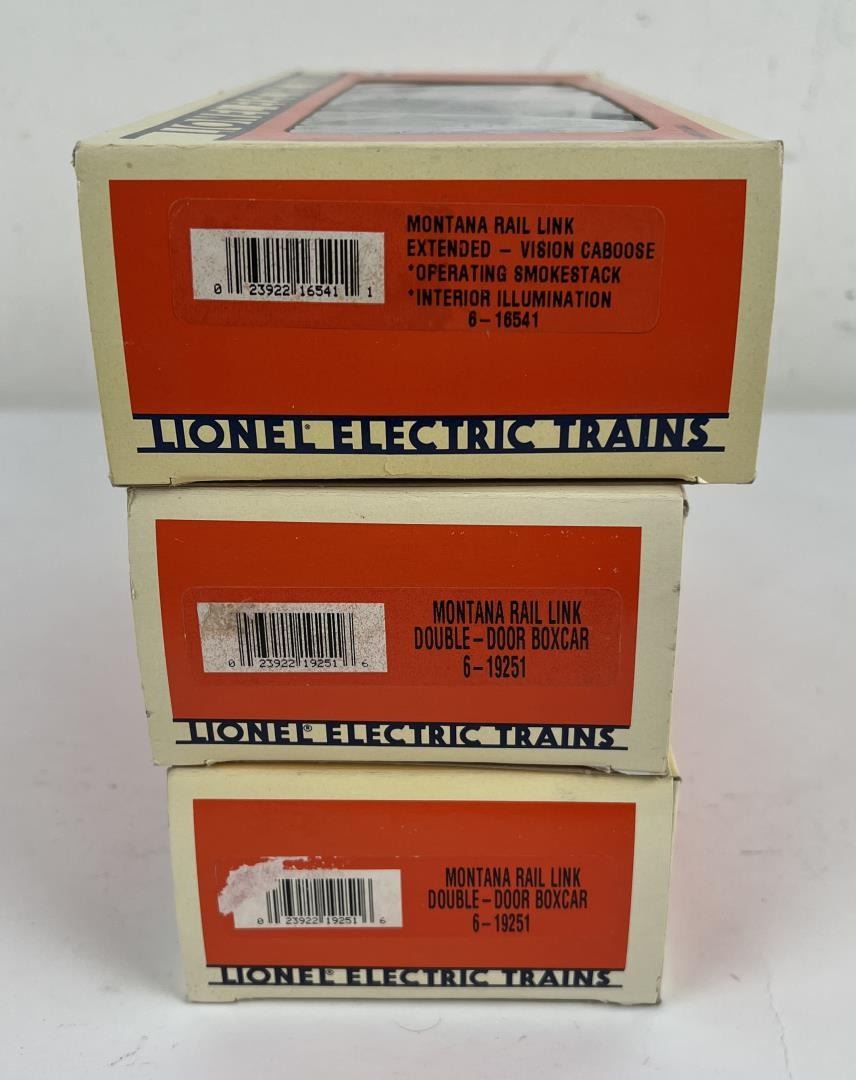 LIONEL
MONTANA RAIL LINK
EXTENDED – VISION CABOOSE
*OPERATING SMOKESTACK
*INTERIOR ILLUMINATION
6–16541
0 23922 16541 1
LIONEL® ELECTRIC TRAINS
MONTANA RAIL LINK
DOUBLE–DOOR BOXCAR
6–19251
0 23922 19251 6
LIONEL® ELECTRIC TRAINS
MONTANA RAIL LINK
DOUBLE–DOOR BOXCAR
6–19251
0 23922 19251 6
LIONEL® ELECTRIC TRAINS